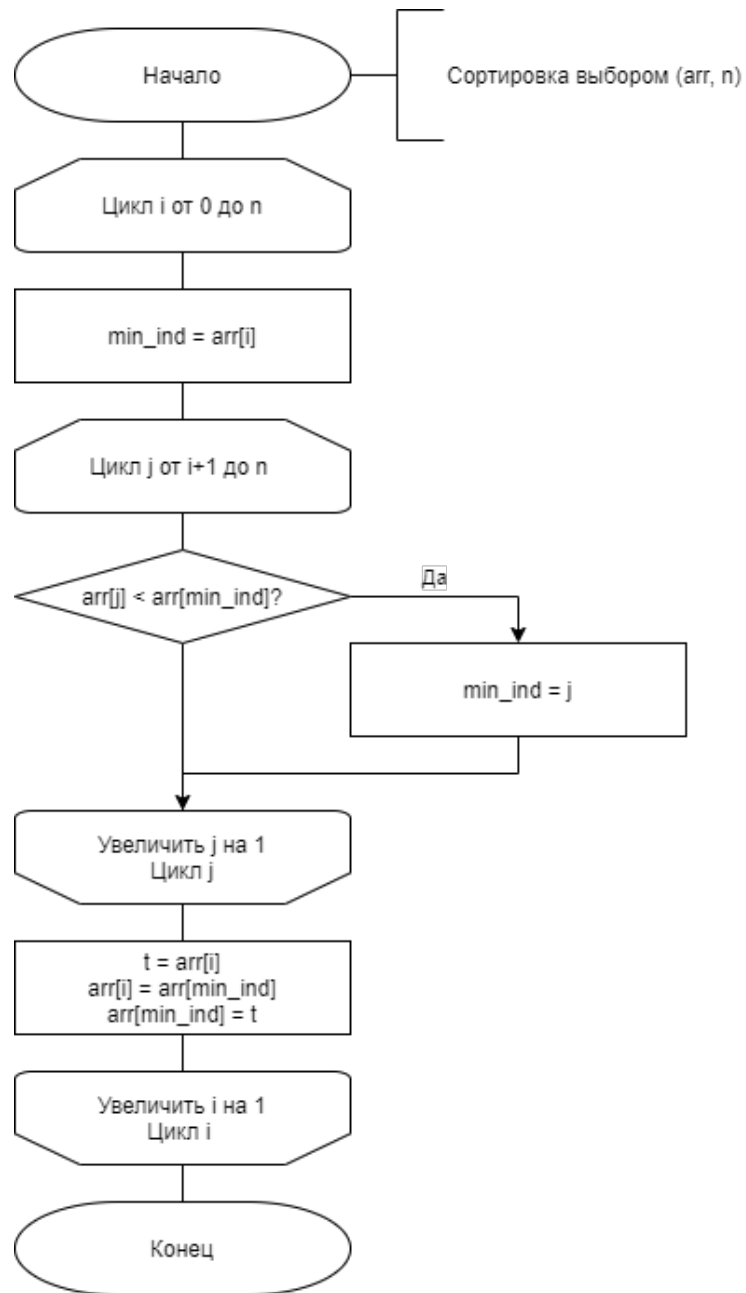 Начало
Сортировка выбором (arr, n)
Цикл i от 0 до n
min_ind = arr[i]
Цикл j от i+1 до n
arr[j] < arr[min_ind]?
Да
min_ind = j
Увеличить j на 1
Цикл j
t = arr[i]
arr[i] = arr[min_ind]
arr[min_ind] = t
Увеличить i на 1
Цикл i
Конец